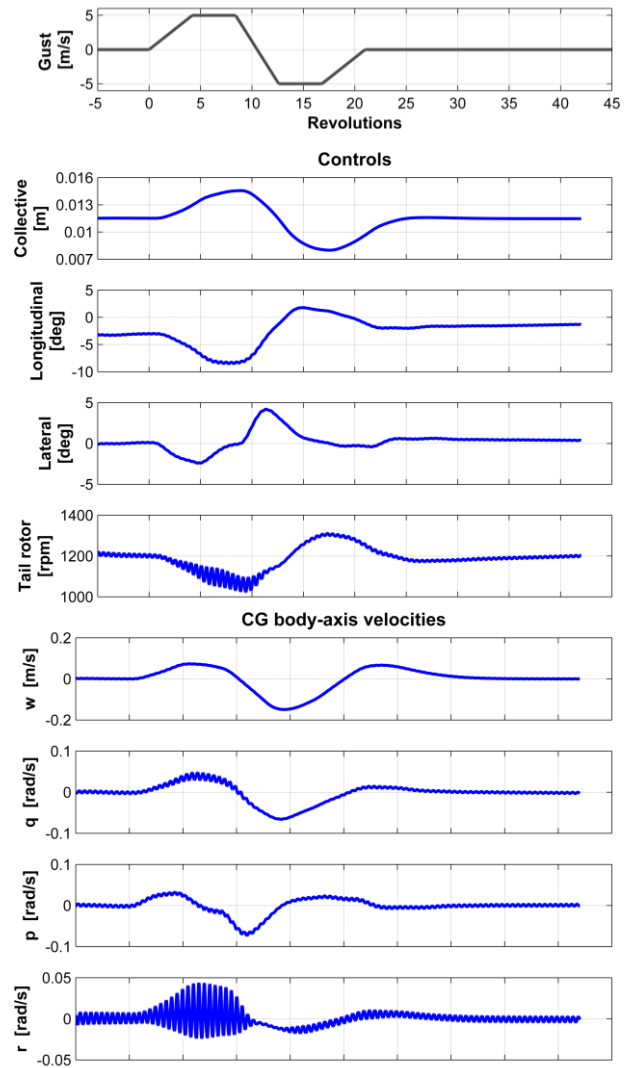 5
0
-5
Gust
[m/s]
-5 0 5 10 15 20 25 30 35 40 45
Revolutions
Controls
0.016
0.013
0.01
0.007
Collective
[m]
5
0
-5
-10
Longitudinal
[deg]
5
0
-5
Lateral
[deg]
1400
1200
1000
Tail rotor
[rpm]
CG body-axis velocities
0.2
0
-0.2
w [m/s]
0.1
0
-0.1
q [rad/s]
0.1
0
-0.1
p [rad/s]
0.05
0
-0.05
r [rad/s]